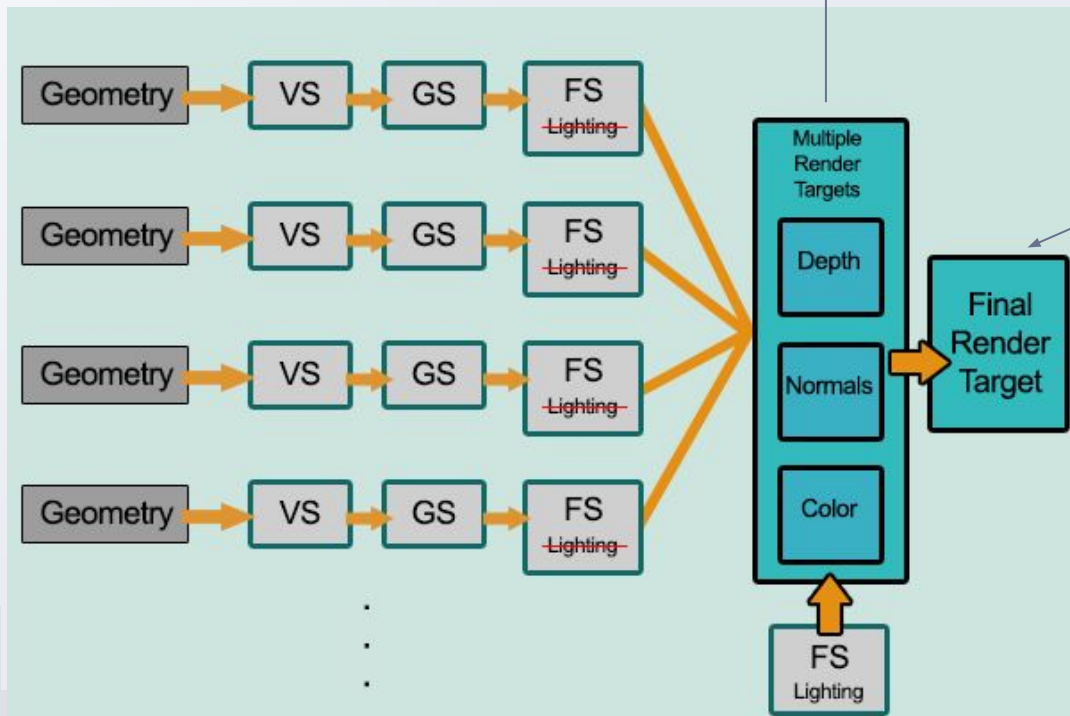 Geometry
VS
GS
FS
Lighting
Geometry
VS
GS
FS
Lighting
Geometry
VS
GS
FS
Lighting
Geometry
VS
GS
FS
Lighting
Multiple
Render
Targets
Depth
Normals
Color
Final
Render
Target
FS
Lighting